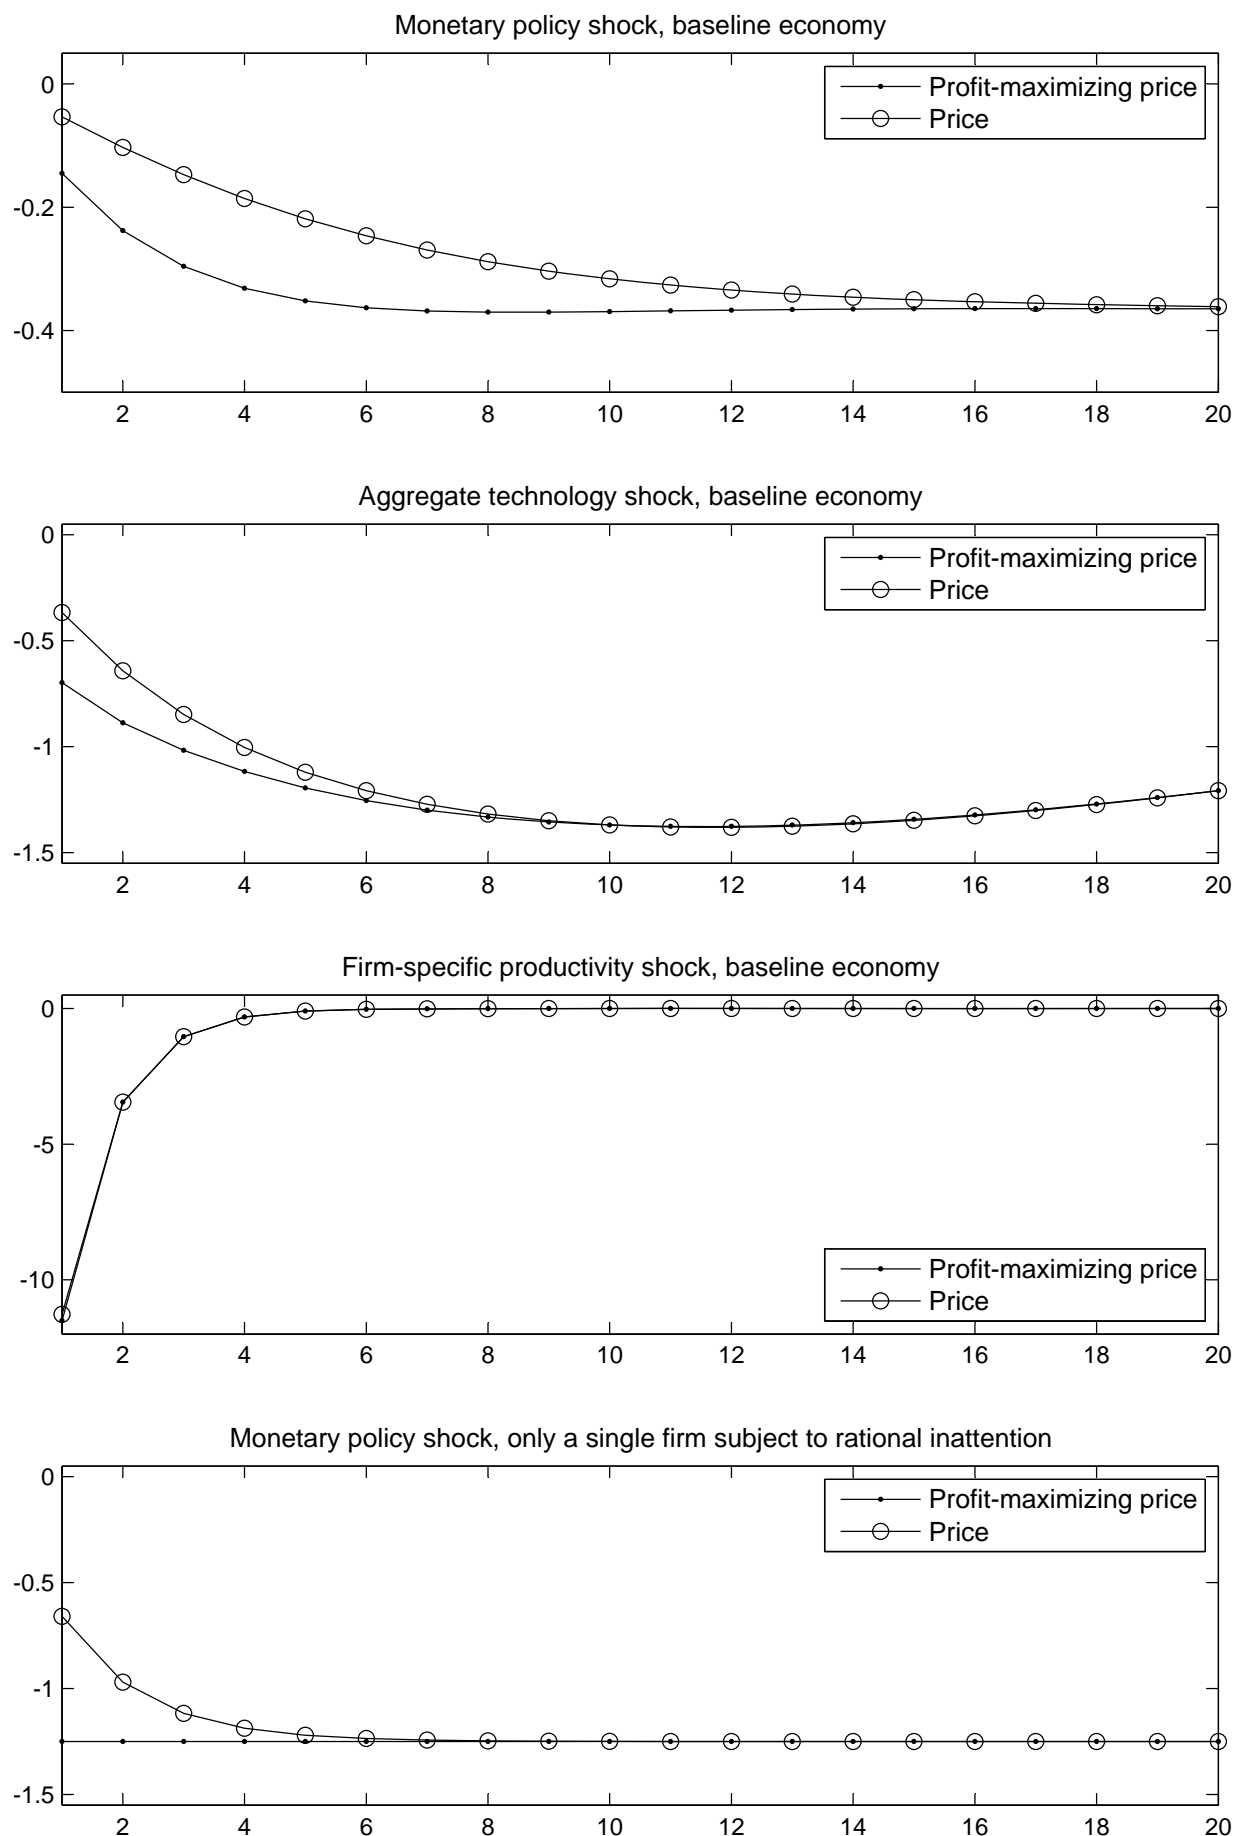 Monetary policy shock, baseline economy
0
-0.2
-0.4
Profit-maximizing price
Price
2 4 6 8 10 12 14 16 18 20
Aggregate technology shock, baseline economy
0
-0.5
-1
-1.5
Profit-maximizing price
Price
2 4 6 8 10 12 14 16 18 20
Firm-specific productivity shock, baseline economy
0
-5
-10
Profit-maximizing price
Price
2 4 6 8 10 12 14 16 18 20
Monetary policy shock, only a single firm subject to rational inattention
0
-0.5
-1
-1.5
Profit-maximizing price
Price
2 4 6 8 10 12 14 16 18 20